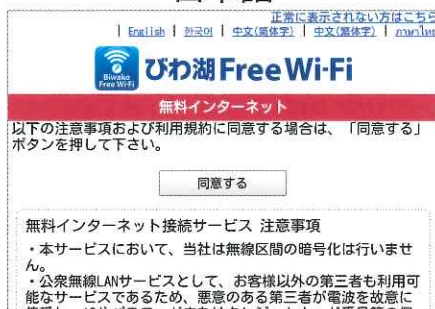 正常に表示されない方はこちら
| English | 한국어 | 中文(简体字) | 中文(繁体字) | ภาษาไทย
Biwako
Free Wi-Fi
びわ湖 Free Wi-Fi
無料インターネット
以下の注意事項および利用規約に同意する場合は、「同意する」
ボタンを押して下さい。
同意する
無料インターネット接続サービス 注意事項
・本サービスにおいて、当社は無線区間の暗号化は行いませ
ん。
・公衆無線LANサービスとして、お客様以外の第三者も利用可
能なサービスであるため、悪意のある第三者が電波を故意に